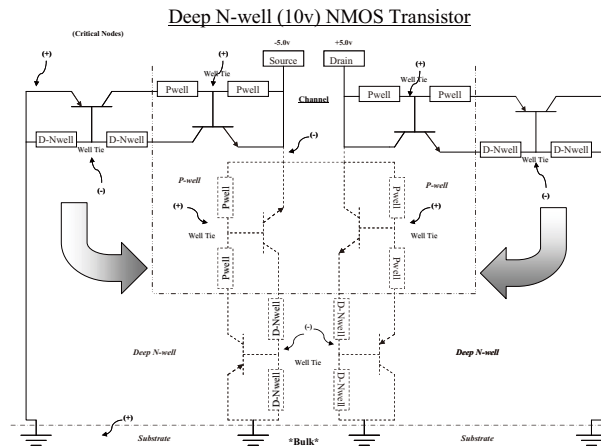 Deep N-well (10v) NMOS Transistor
(Critical Nodes)
-5.0v
+5.0v
(+)
(+)
(+)
Source
Drain
Well Tie
Well Tie
Pwell
Pwell
Channel
Pwell
Pwell
D-Nwell
D-Nwell
(-)
D-Nwell
D-Nwell
Well Tie
Well Tie
(-)
P-well
P-well
(-)
Pwell
Pwell
(+)
(+)
Well Tie
Well Tie
Pwell
Pwell
D-Nwell
D-Nwell
(-)
Deep N-well
Well Tie
Deep N-well
D-Nwell
D-Nwell
(+)
Substrate
*Bulk*
Substrate